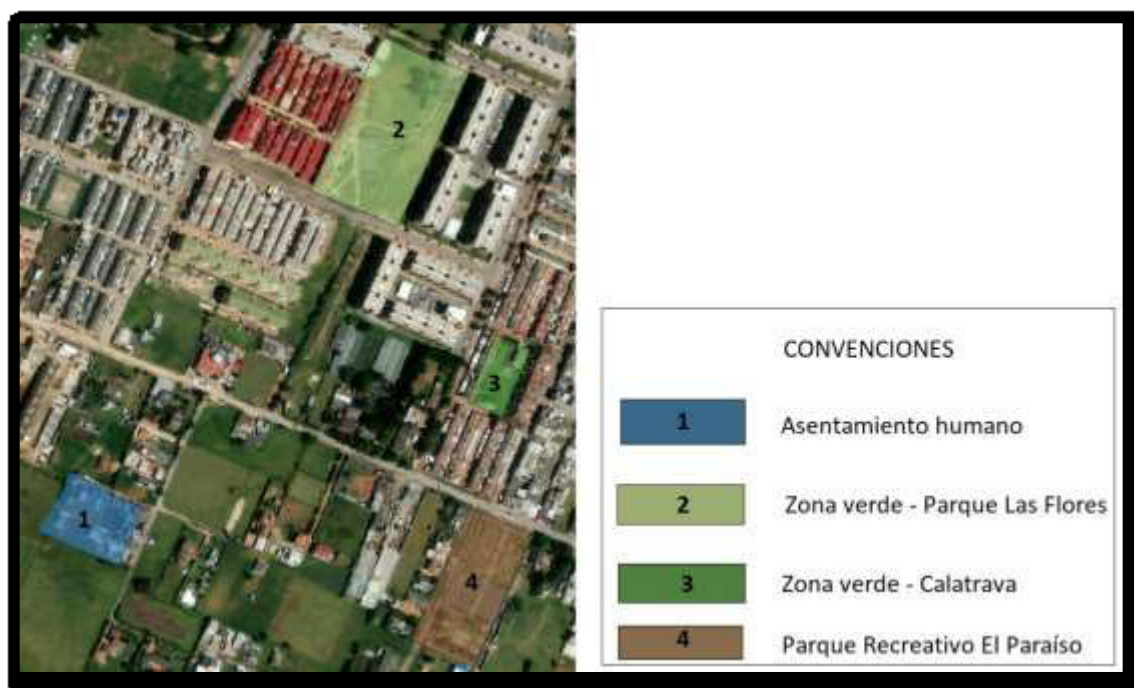 2
3
1
4
CONVENCIONES
1 Asentamiento humano
2 Zona verde - Parque Las Flores
3 Zona verde - Calatrava
4 Parque Recreativo El Paraíso